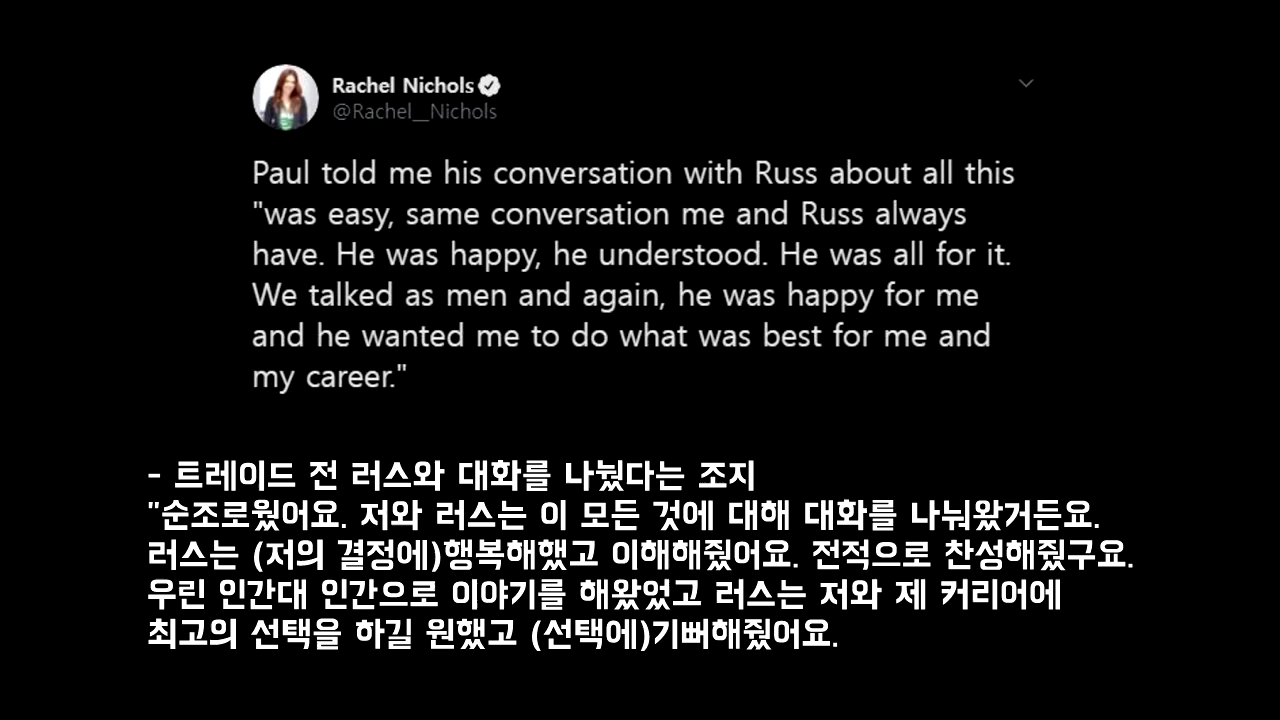 Rachel Nichols
@Rachel__Nichols
Paul told me his conversation with Russ about all this
"was easy, same conversation me and Russ always
have. He was happy, he understood. He was all for it.
We talked as men and again, he was happy for me
and he wanted me to do what was best for me and
my career."
- 트레이드 전 러스와 대화를 나눴다는 조지
"순조로웠어요. 저와 러스는 이 모든 것에 대해 대화를 나눠왔거든요.
러스는 (저의 결정에)행복해했고 이해해줬어요. 전적으로 찬성해줬구요.
우린 인간대 인간으로 이야기를 해왔었고 러스는 저와 제 커리어에
최고의 선택을 하길 원했고 (선택에)기뻐해줬어요.